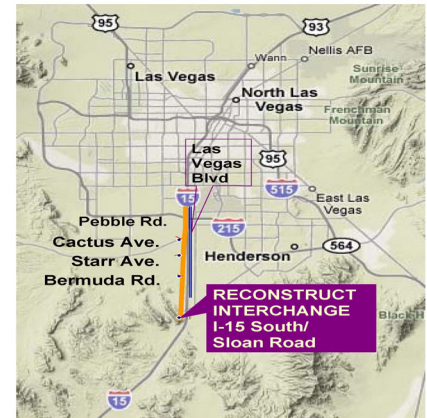 95
93
Nellis AFB
Wann
Las Vegas
Sunrise
Mountain
North Las
Vegas
Frenchman
Mountain
Las
Vegas
Blvd
95
15
515
East Las
Vegas
Pebble Rd.
215
Cactus Ave.
564
Starr Ave.
Henderson
Bermuda Rd.
RECONSTRUCT
INTERCHANGE
I-15 South/
Sloan Road
Black H
15